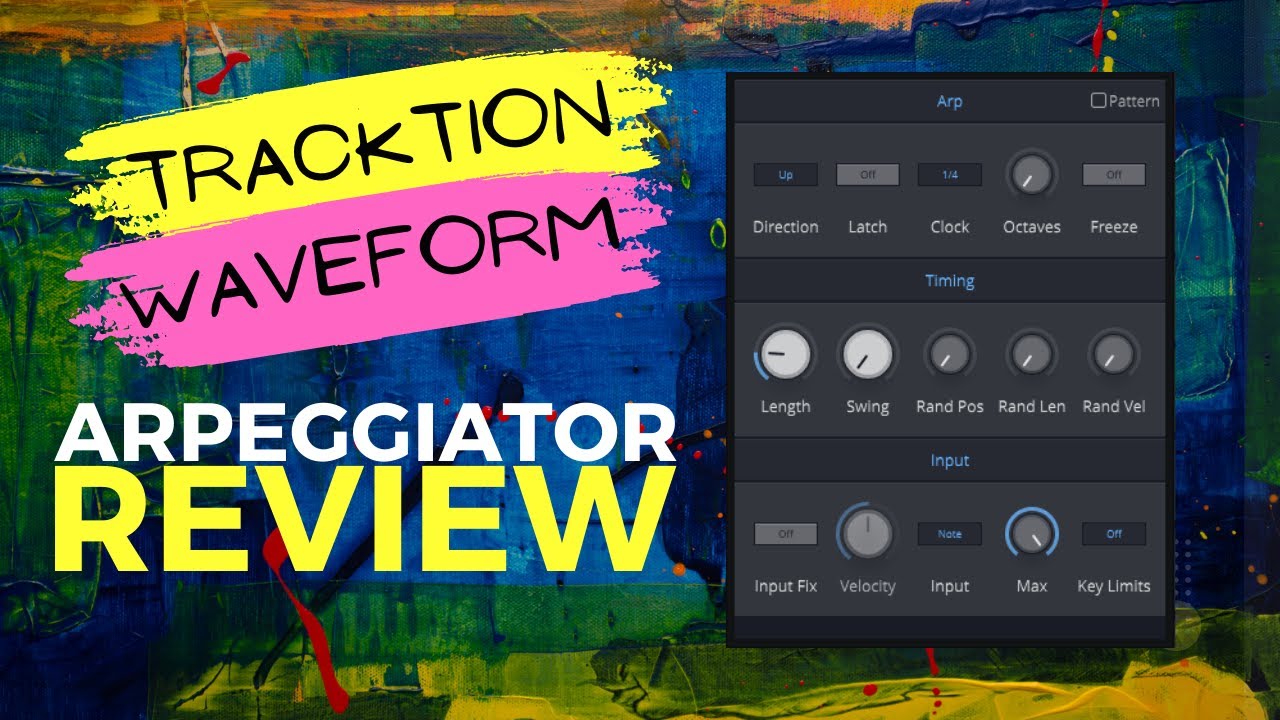 TRACKTION
WAVEFORM
ARPEGGIATOR
REVIEW
Arp Pattern
Up Off 1/4 Off
Direction Latch Clock Octaves Freeze
Timing
Length Swing Rand Pos Rand Len Rand Vel
Input
Off Note Off
Input Fix Velocity Input Max Key Limits